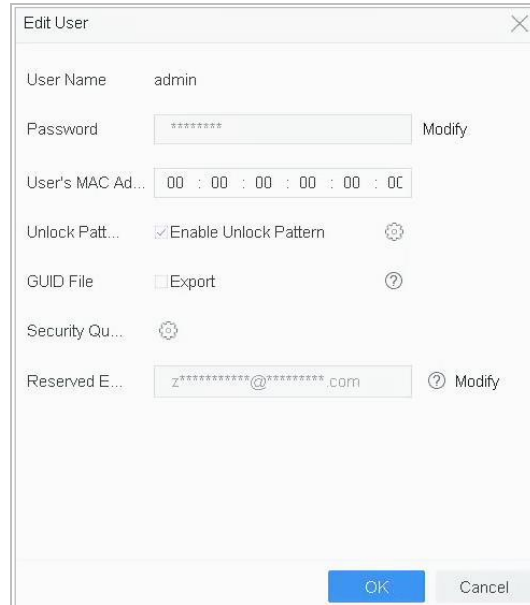 Edit User
User Name admin
Password ******** Modify
User's MAC Ad... 00 : 00 : 00 : 00 : 00 : 0C
Unlock Patt... Enable Unlock Pattern
GUID File Export ?
Security Qu...
Reserved E... z***********@*********.com ? Modify
OK Cancel